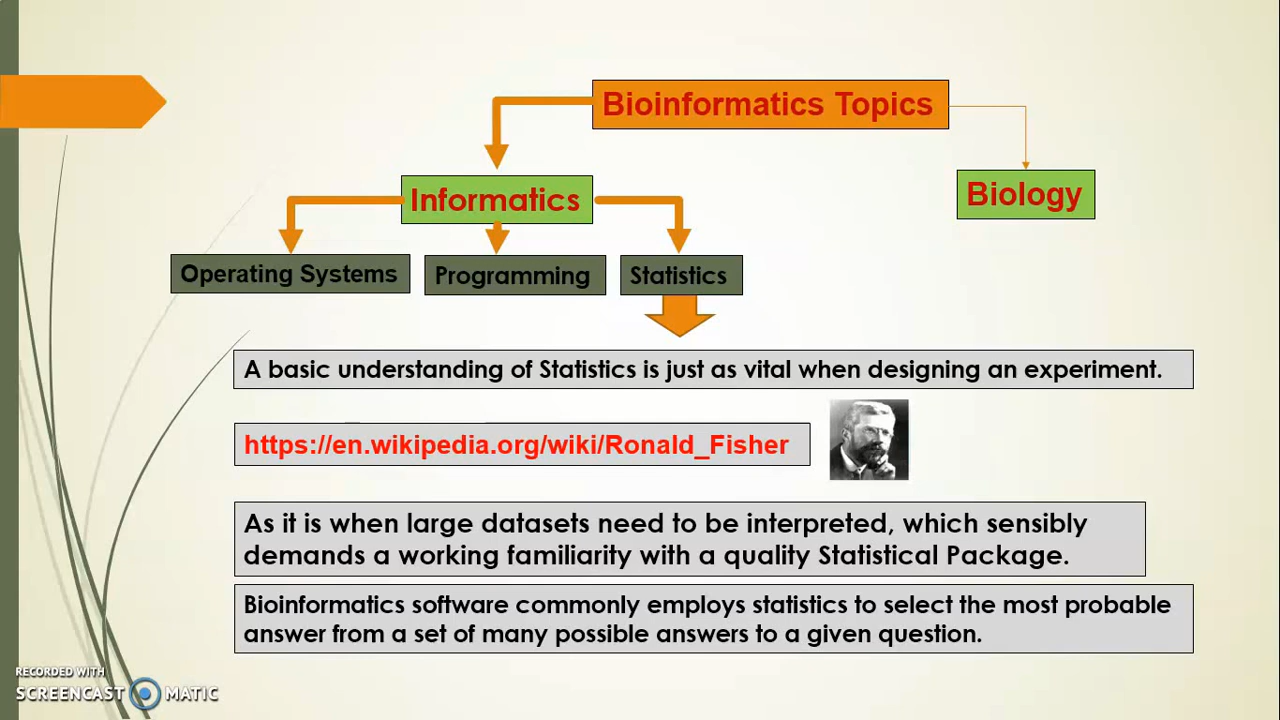 Bioinformatics Topics
Informatics
Biology
Operating Systems
Programming
Statistics
A basic understanding of Statistics is just as vital when designing an experiment.
https://en.wikipedia.org/wiki/Ronald_Fisher
As it is when large datasets need to be interpreted, which sensibly
demands a working familiarity with a quality Statistical Package.
Bioinformatics software commonly employs statistics to select the most probable
answer from a set of many possible answers to a given question.
RECORDED WITH
SCREENCAST MATIC